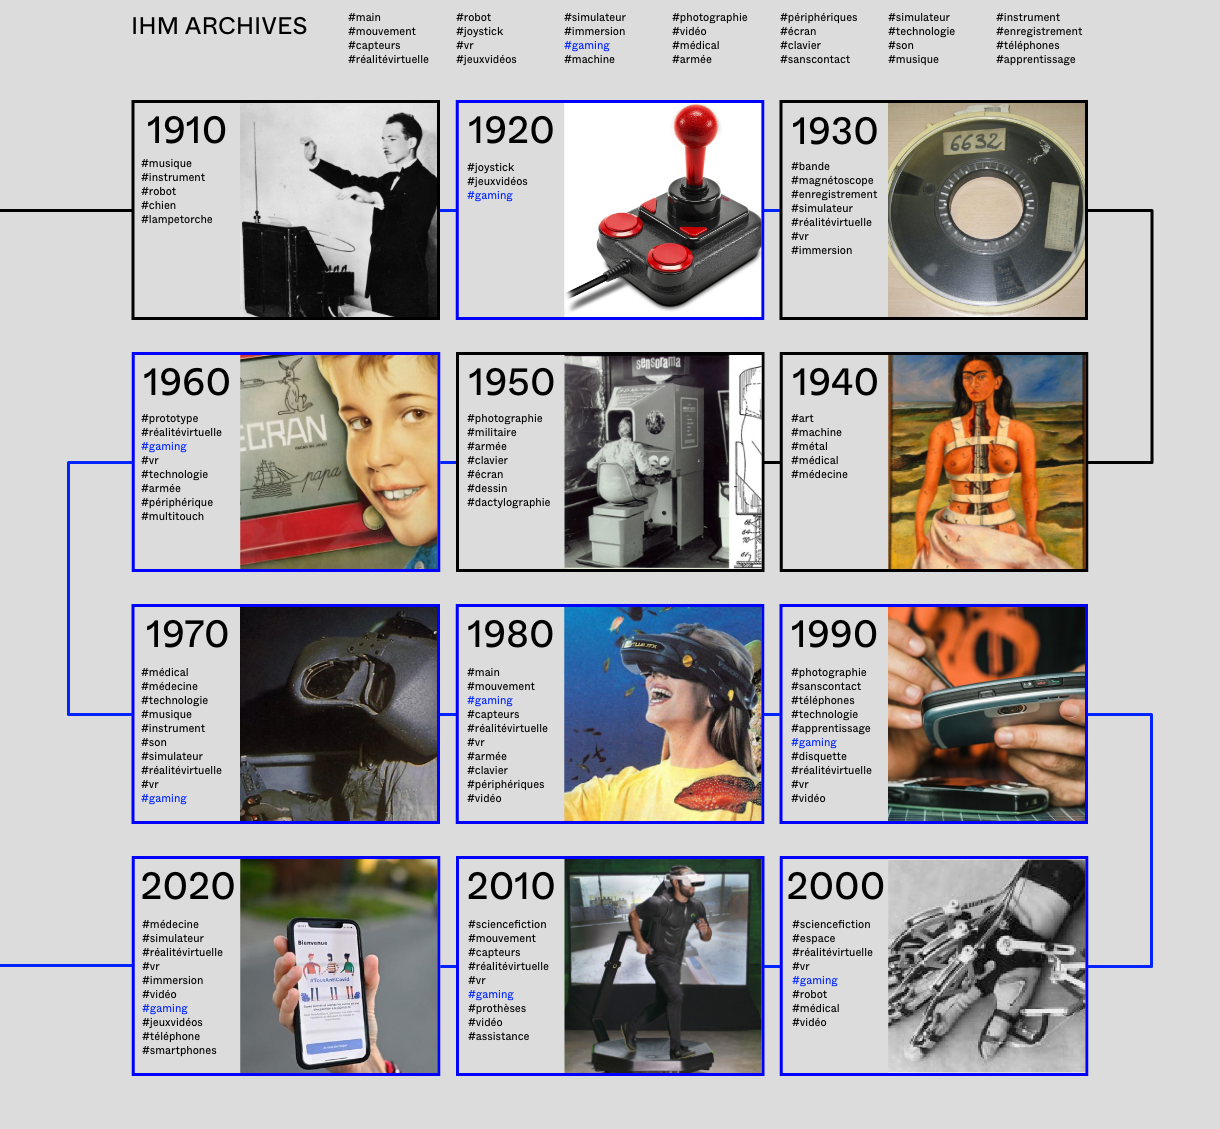 IHM ARCHIVES
#main
#mouvement
#capteurs
#réalitévirtuelle
#robot
#joystick
#vr
#jeuxvidéos
#simulateur
#immersion
#gaming
#machine
#photographie
#vidéo
#médical
#armée
#périphériques
#écran
#clavier
#sanscontact
#simulateur
#technologie
#son
#musique
#instrument
#enregistrement
#téléphones
#apprentissage
1910
#musique
#instrument
#robot
#chien
#lampetorche
1920
#joystick
#jeuxvidéos
#gaming
1930
#bande
#magnétoscope
#enregistrement
#simulateur
#réalitévirtuelle
#vr
#immersion
6632
1960
#prototype
#réalitévirtuelle
#gaming
#vr
#technologie
#armée
#périphérique
#multitouch
ECRAN
papa
1950
#photographie
#militaire
#armée
#clavier
#écran
#dessin
#dactylographie
sensorama
1940
#art
#machine
#métal
#médical
#médecine
1970
#médical
#médecine
#technologie
#musique
#instrument
#son
#simulateur
#réalitévirtuelle
#vr
#gaming
1980
#main
#mouvement
#gaming
#capteurs
#réalitévirtuelle
#vr
#armée
#clavier
#périphériques
#vidéo
1990
#photographie
#sanscontact
#téléphones
#technologie
#apprentissage
#gaming
#disquette
#réalitévirtuelle
#vr
#vidéo
2020
#médecine
#simulateur
#réalitévirtuelle
#vr
#immersion
#vidéo
#gaming
#jeuxvidéos
#téléphone
#smartphones
Bienvenue
#TousAntiCovid
2010
#sciencefiction
#mouvement
#capteurs
#réalitévirtuelle
#vr
#gaming
#prothèses
#vidéo
#assistance
2000
#sciencefiction
#espace
#réalitévirtuelle
#vr
#gaming
#robot
#médical
#vidéo